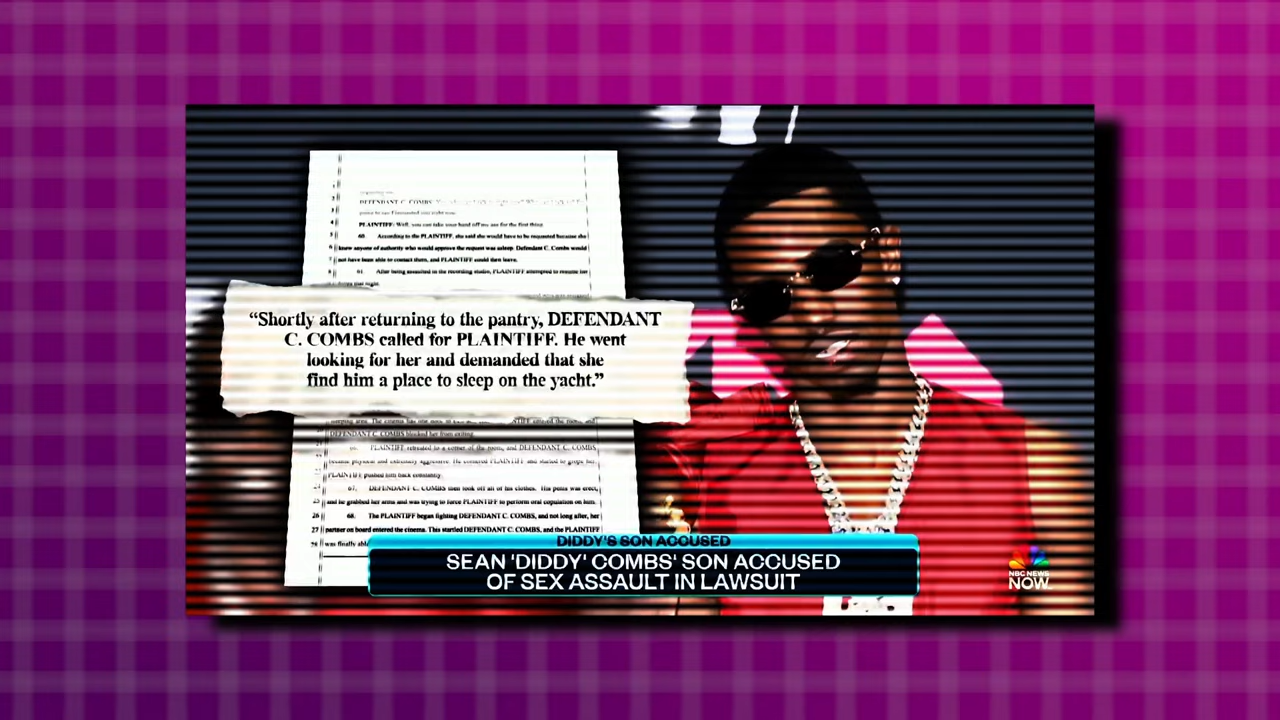 DEFENDANT C. COMBS:
PLAINTIFF: Well, you can take your hand off my ass for the first thing.
60. According to the PLAINTIFF, she said she would have to be requested because she
knew anyone of authority who would approve the request was asleep. Defendant C. Combs would
not have been able to contact them, and PLAINTIFF could then leave.
61. After being assaulted in the recording studio, PLAINTIFF attempted to resume her
“Shortly after returning to the pantry, DEFENDANT
C. COMBS called for PLAINTIFF. He went
looking for her and demanded that she
find him a place to sleep on the yacht.”
DEFENDANT C. COMBS blocked her from exiting.
PLAINTIFF retreated to a corner of the room, and DEFENDANT C. COMBS
became physical and extremely aggressive. He cornered PLAINTIFF and started to grope her.
PLAINTIFF pushed him back constantly.
67. DEFENDANT C. COMBS then took off all of his clothes. His penis was erect,
and he grabbed her arms and was trying to force PLAINTIFF to perform oral copulation on him.
26 68. The PLAINTIFF began fighting DEFENDANT C. COMBS, and not long after, her
27 partner on board entered the cinema. This startled DEFENDANT C. COMBS, and the PLAINTIFF
was finally
DIDDY'S SON ACCUSED
SEAN 'DIDDY' COMBS' SON ACCUSED
OF SEX ASSAULT IN LAWSUIT
NBC NEWS
NOW